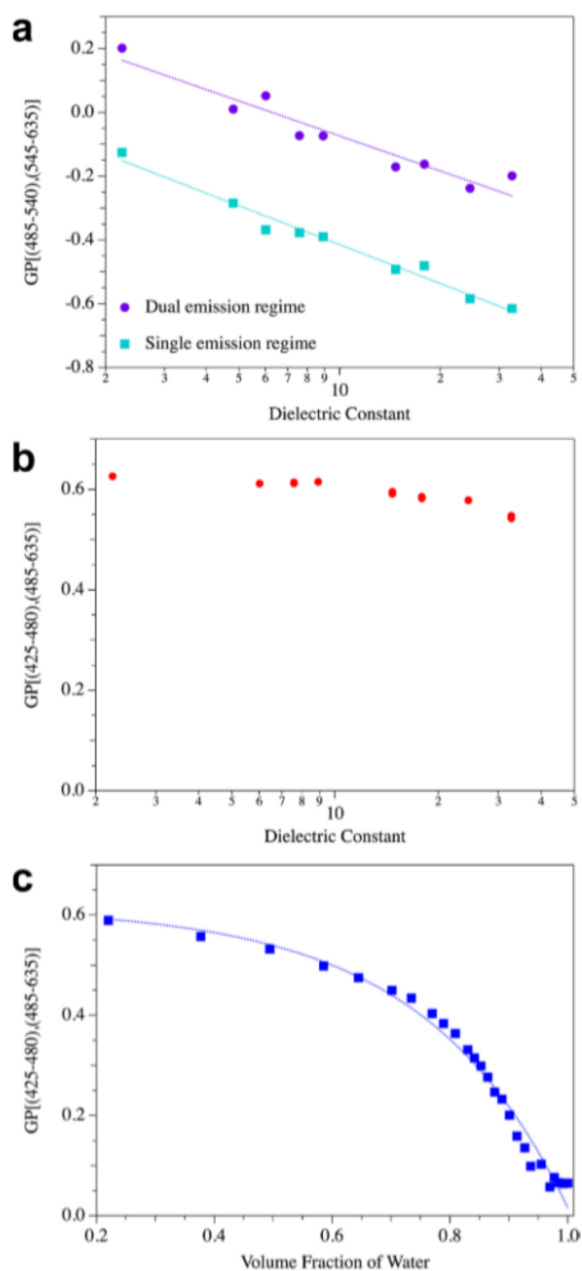 a
GP[(485-540),(545-635)]
0.2
0.0
-0.2
-0.4
-0.6
-0.8
Dual emission regime
Single emission regime
2 3 4 5 6 7 8 9 10 2 3 4 5
Dielectric Constant
b
GP[(425-480),(485-635)]
0.6
0.4
0.2
0.0
2 3 4 5 6 7 8 9 10 2 3 4 5
Dielectric Constant
c
GP[(425-480),(485-635)]
0.6
0.4
0.2
0.0
0.2 0.4 0.6 0.8 1.0
Volume Fraction of Water